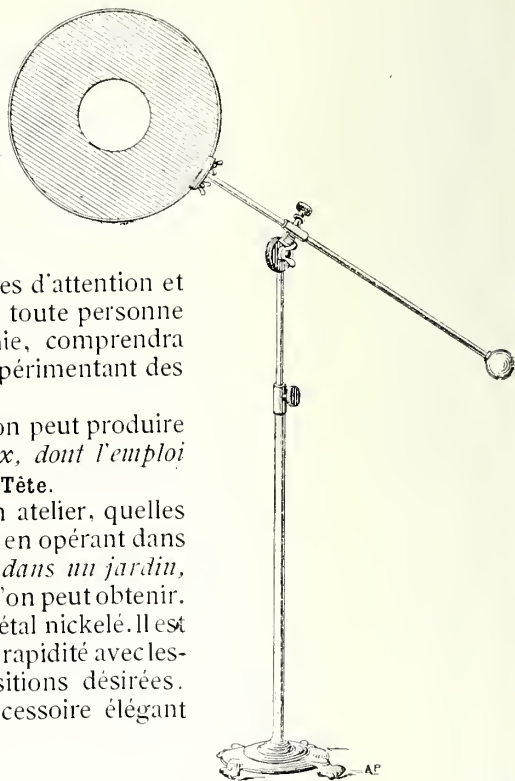 es d'attention et
toute personne
ie, comprendra
périmentant des
on peut produire
x, dont l'emploi
Tête.
n atelier, quelles
en opérant dans
dans un jardin,
'on peut obtenir.
étal nickelé. Il est
rapidité avec les-
sitions désirées.
cessoire élégant
AP